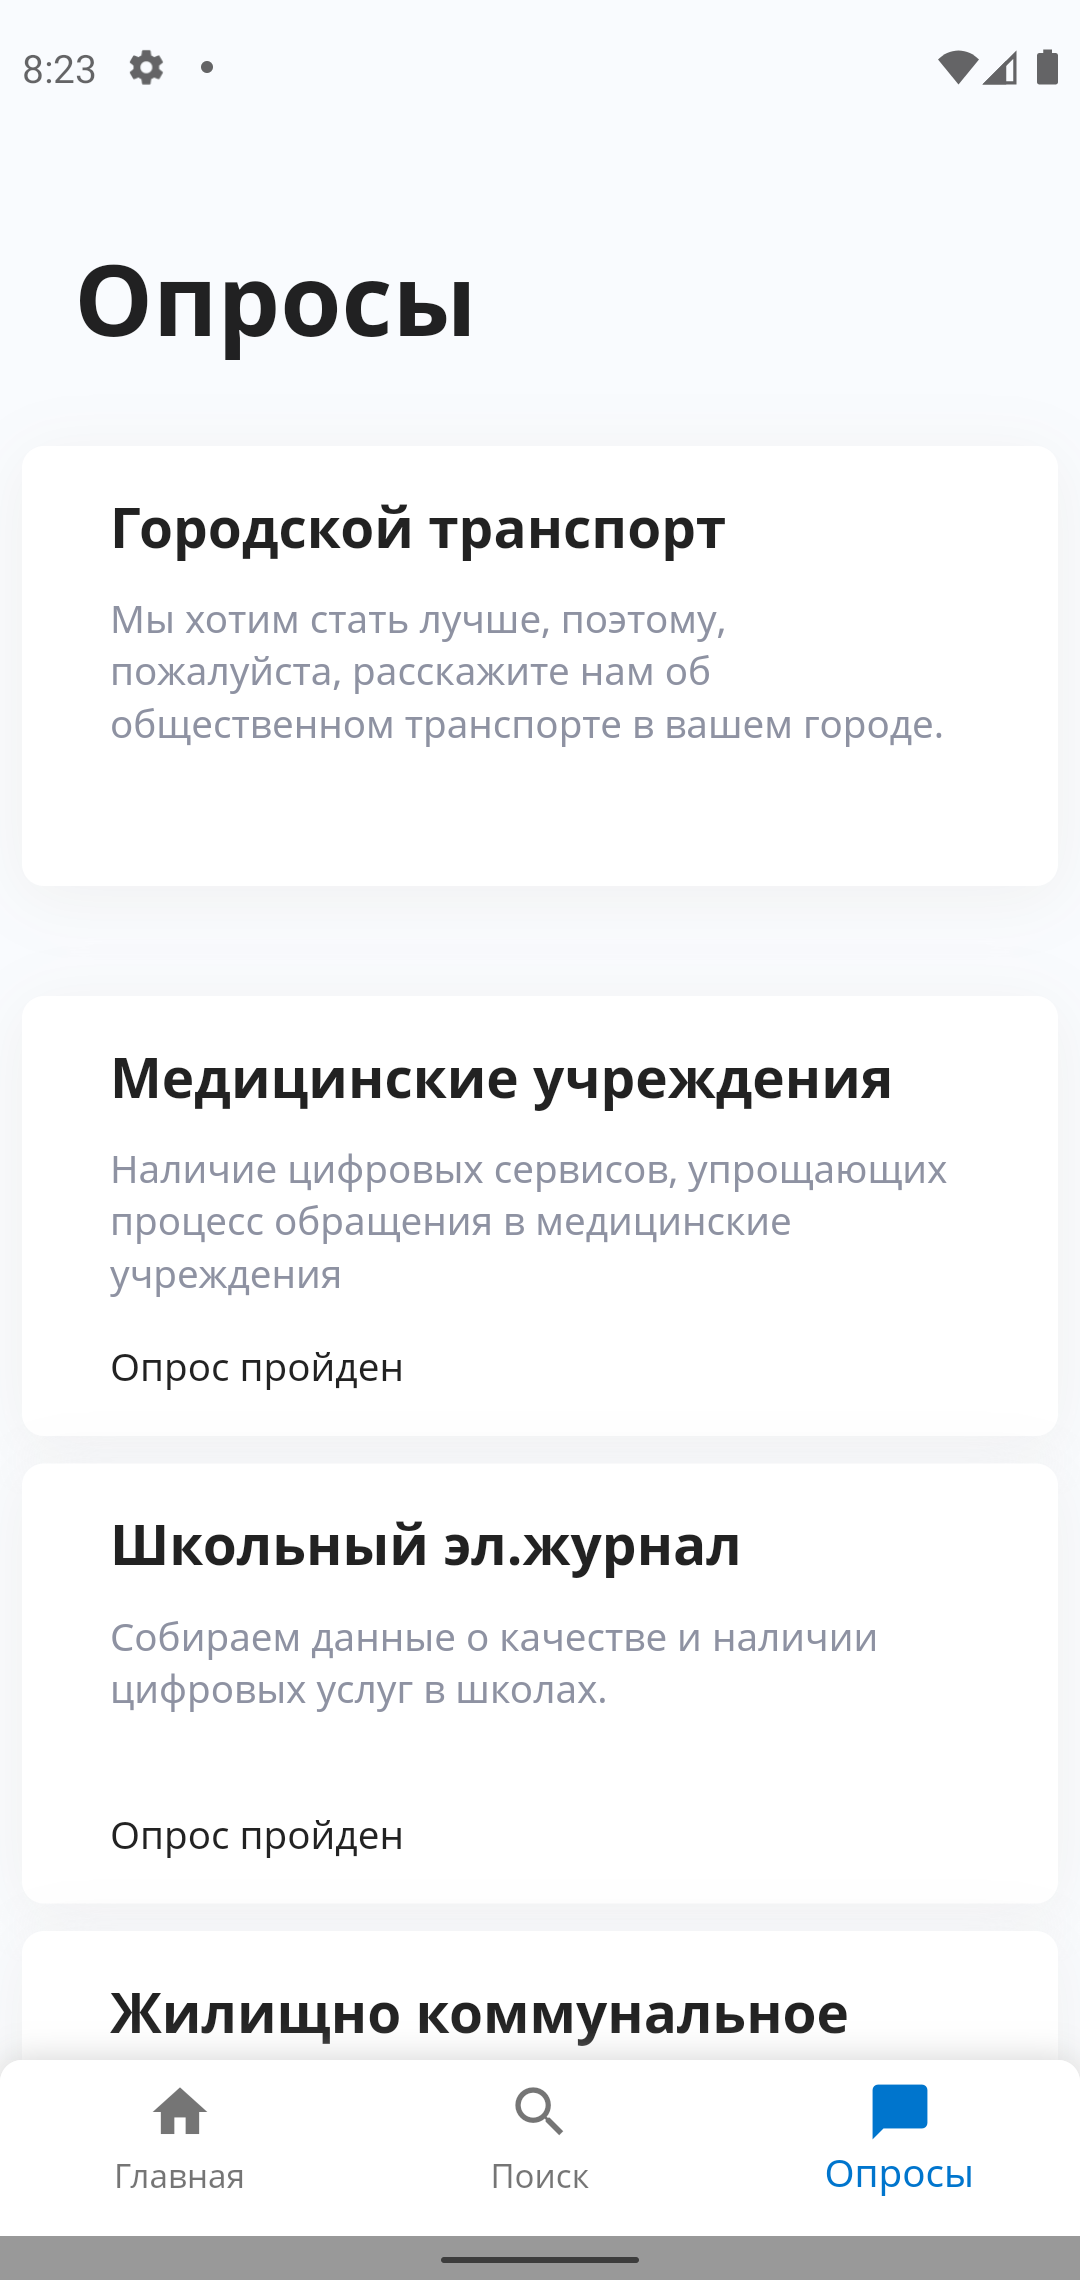 8:23
Опросы
Городской транспорт
Мы хотим стать лучше, поэтому,
пожалуйста, расскажите нам об
общественном транспорте в вашем городе.
Медицинские учреждения
Наличие цифровых сервисов, упрощающих
процесс обращения в медицинские
учреждения
Опрос пройден
Школьный эл.журнал
Собираем данные о качестве и наличии
цифровых услуг в школах.
Опрос пройден
Жилищно коммунальное
Главная
Поиск
Опросы